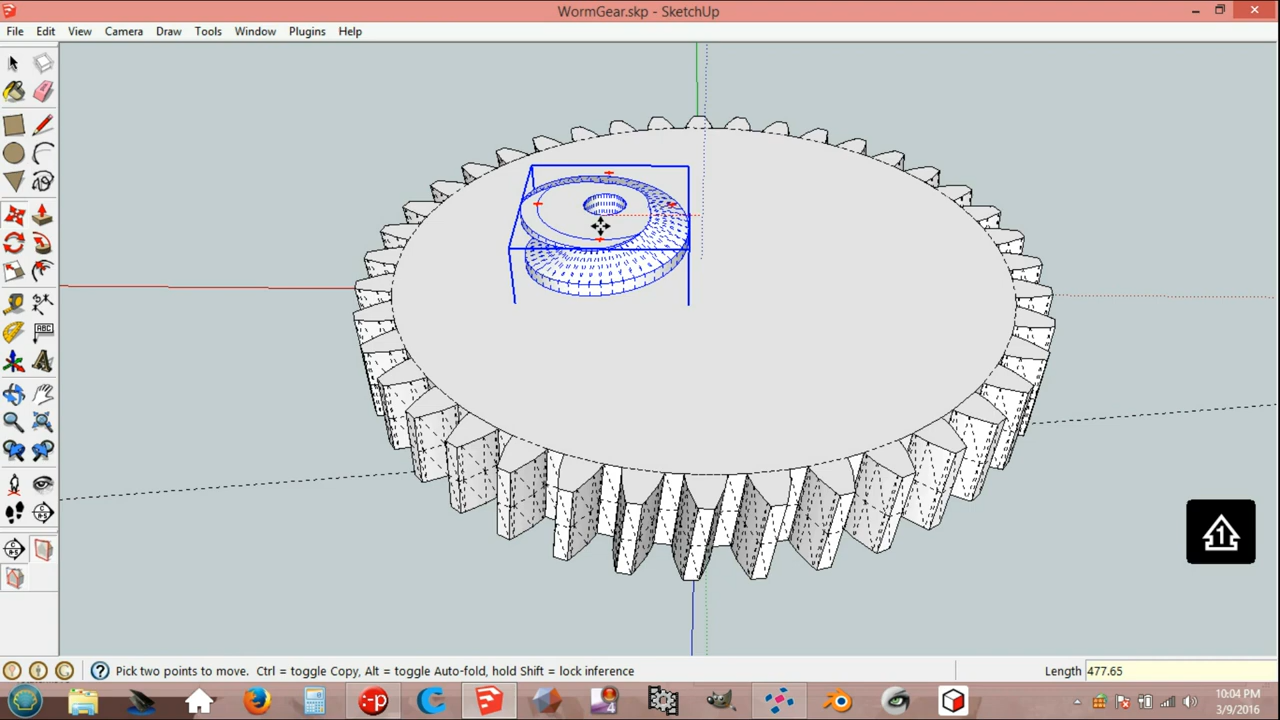 WormGear.skp - SketchUp
File Edit View Camera Draw Tools Window Plugins Help
ABC
Pick two points to move. Ctrl = toggle Copy, Alt = toggle Auto-fold, hold Shift = lock inference
Length 477.65
10:04 PM
3/9/2016